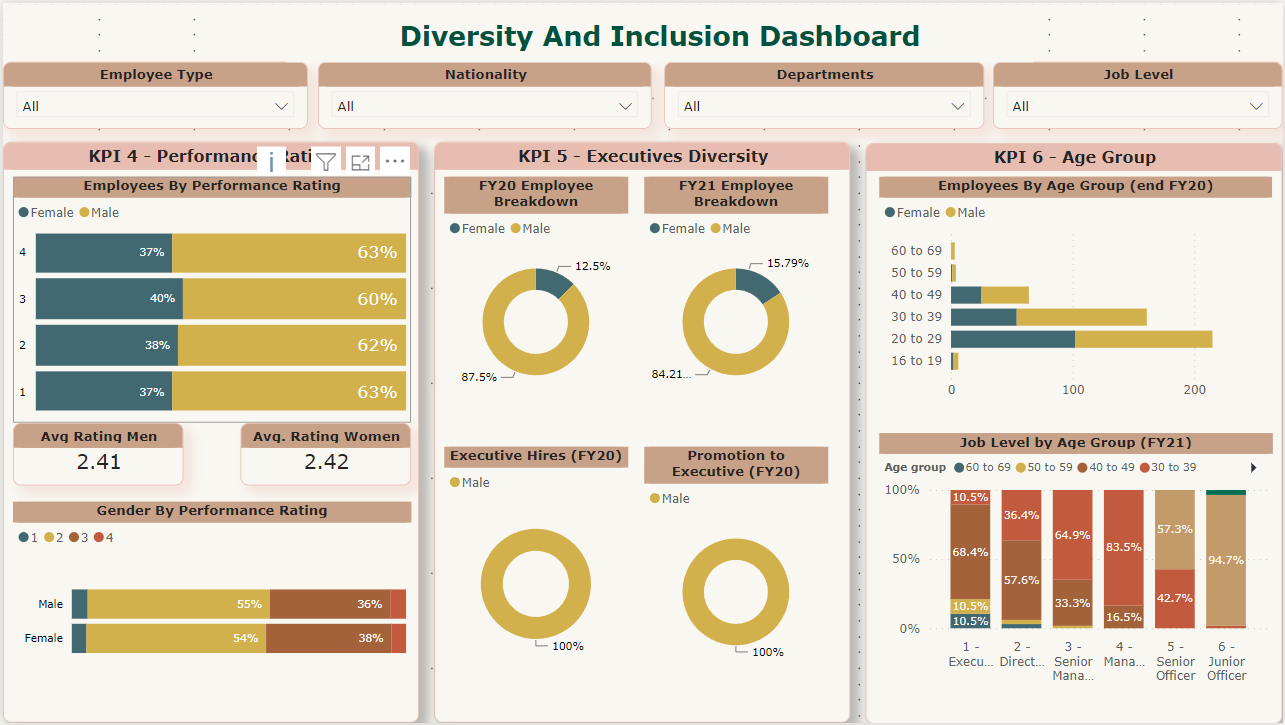 Diversity And Inclusion Dashboard
Employee Type
All
Nationality
All
Departments
All
Job Level
All
KPI 4 - Performanc
i
Employees By Performance Rating
Female Male
4 37% 63%
3 40% 60%
2 38% 62%
1 37% 63%
Avg Rating Men
2.41
Avg. Rating Women
2.42
Gender By Performance Rating
1 2 3 4
Male 55% 36%
Female 54% 38%
KPI 5 - Executives Diversity
FY20 Employee
Breakdown
Female Male
12.5%
87.5%
FY21 Employee
Breakdown
Female Male
15.79%
84.21...
Executive Hires (FY20)
Male
100%
Promotion to
Executive (FY20)
Male
100%
KPI 6 - Age Group
Employees By Age Group (end FY20)
Female Male
60 to 69
50 to 59
40 to 49
30 to 39
20 to 29
16 to 19
0 100 200
Job Level by Age Group (FY21)
Age group 60 to 69 50 to 59 40 to 49 30 to 39
100%
50%
0%
10.5%
68.4%
10.5%
10.5%
36.4%
57.6%
64.9%
33.3%
83.5%
16.5%
57.3%
42.7%
94.7%
1 -
Execu...
2 -
Direct...
3 -
Senior
Mana...
4 -
Mana...
5 -
Senior
Officer
6 -
Junior
Officer